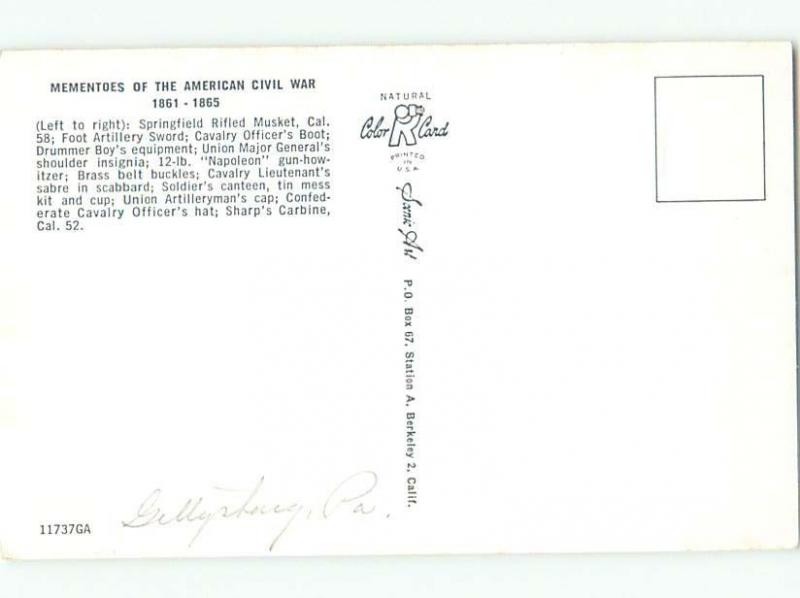 MEMENTOES OF THE AMERICAN CIVIL WAR
1861 - 1865
(Left to right): Springfield Rifled Musket, Cal.
58; Foot Artillery Sword; Cavalry Officer's Boot;
Drummer Boy's equipment; Union Major General's
shoulder insignia; 12-lb. "Napoleon" gun-how-
itzer; Brass belt buckles; Cavalry Lieutenant's
sabre in scabbard; Soldier's canteen, tin mess
kit and cup; Union Artilleryman's cap; Confed-
erate Cavalry Officer's hat; Sharp's Carbine,
Cal. 52.
NATURAL
Color Card
PRINTED
IN
U.S.A.
Scenic Art P.O. Box 67, Station A, Berkeley 2, Calif.
11737GA
Gettysburg, Pa.